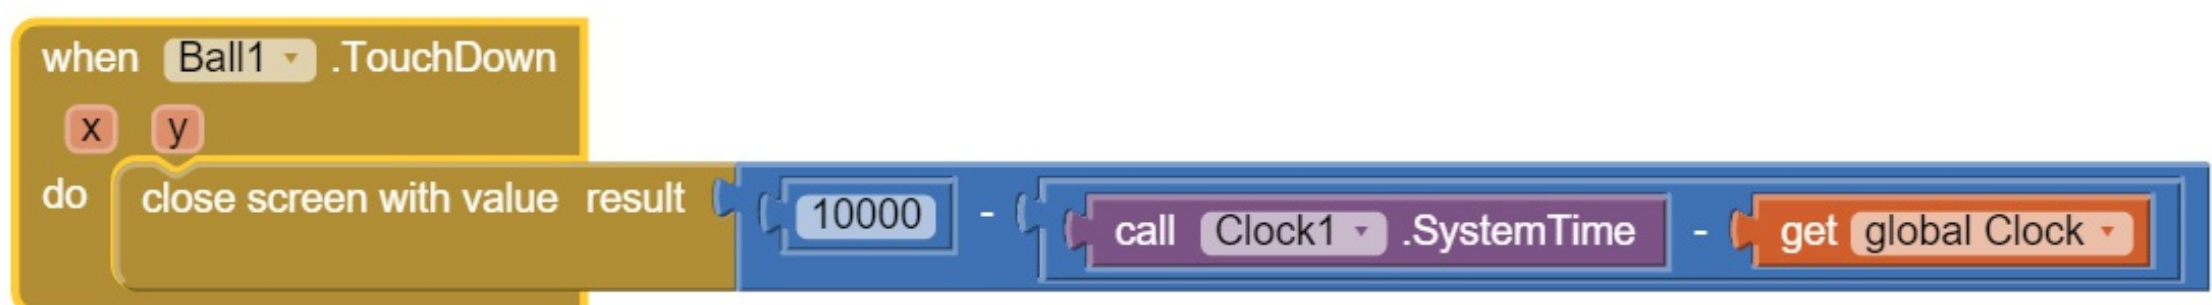 when Ball1 .TouchDown
x y
do close screen with value result 10000 - call Clock1 .SystemTime - get global Clock